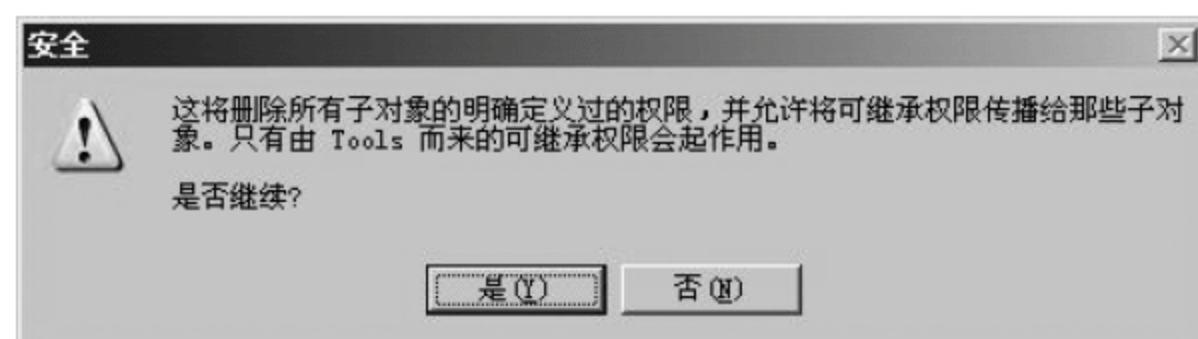 安全
这将删除所有子对象的明确定义过的权限，并允许将可继承权限传播给那些子对
象。只有由 Tools 而来的可继承权限会起作用。
是否继续?
是(Y) 否(N)